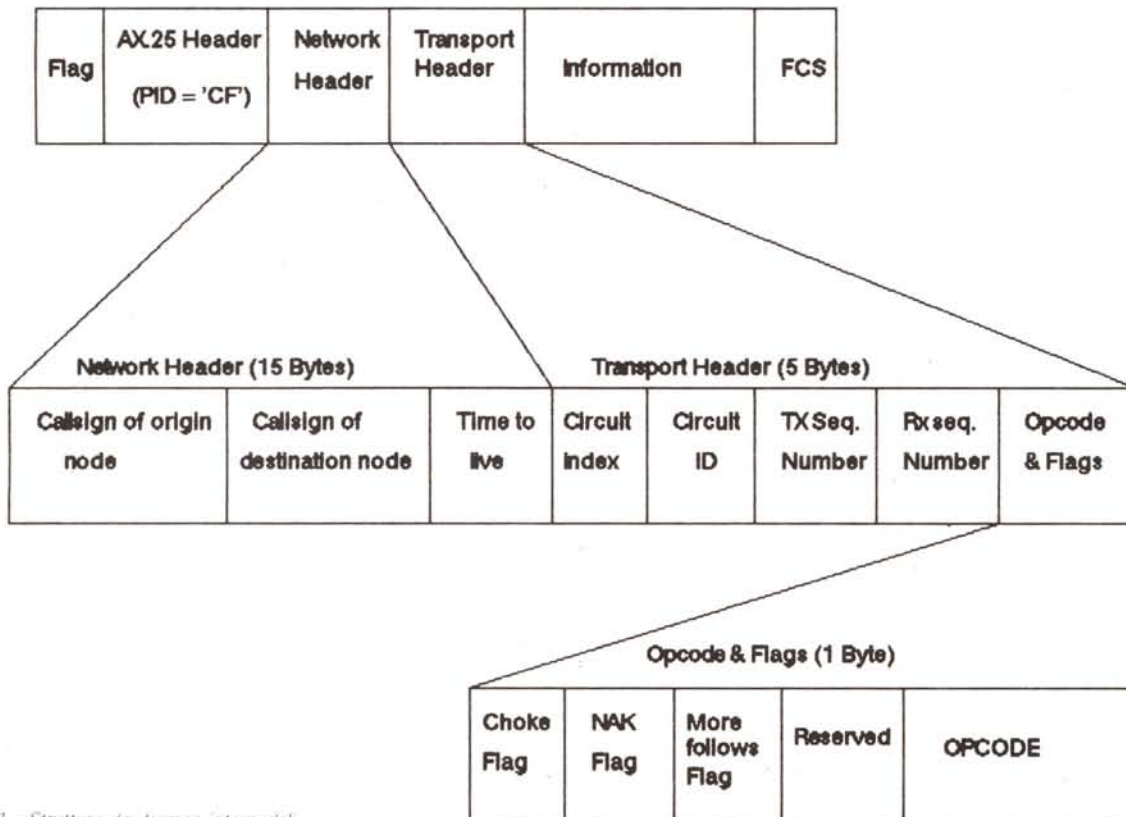 Flag
AX.25 Header
(PID = 'CF')
Network
Header
Transport
Header
Information
FCS
Network Header (15 Bytes)
Transport Header (5 Bytes)
Callsign of origin
node
Callsign of
destination node
Time to
live
Circuit
index
Circuit
ID
TX Seq.
Number
Rx seq.
Number
Opcode
& Flags
Opcode & Flags (1 Byte)
Choke
Flag
NAK
Flag
More
follows
Flag
Reserved
OPCODE